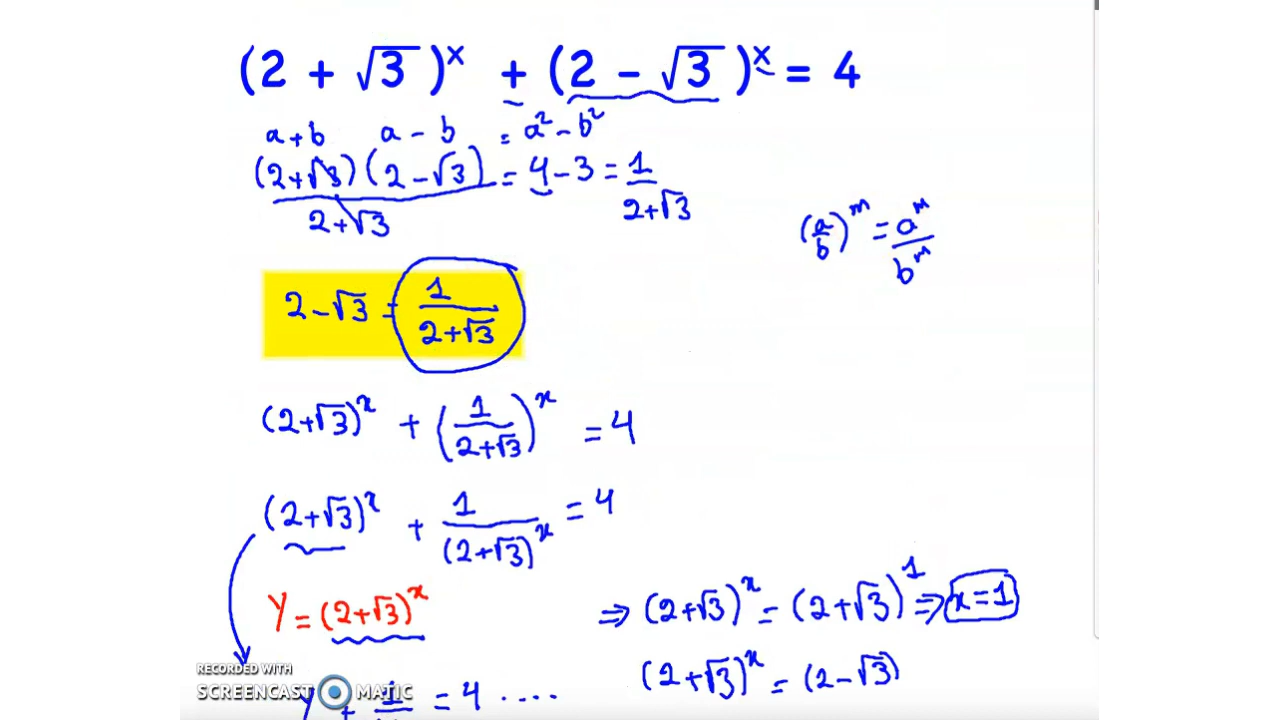 (2 + √3)^x + (2 - √3)^x = 4
a+b a-b = a² - b²
(2+√3)(2-√3) / 2+√3 = 4-3 = 1 / 2+√3
(a/b)^m = a^m / b^m
2-√3 = 1 / 2+√3
(2+√3)^x + (1 / 2+√3)^x = 4
(2+√3)^x + 1 / (2+√3)^x = 4
Y = (2+√3)^x
⇒ (2+√3)^x = (2+√3)^1 ⇒ x=1
(2+√3)^x = (2-√3)
RECORDED WITH
SCREENCAST MATIC
Y + 1 = 4 ....